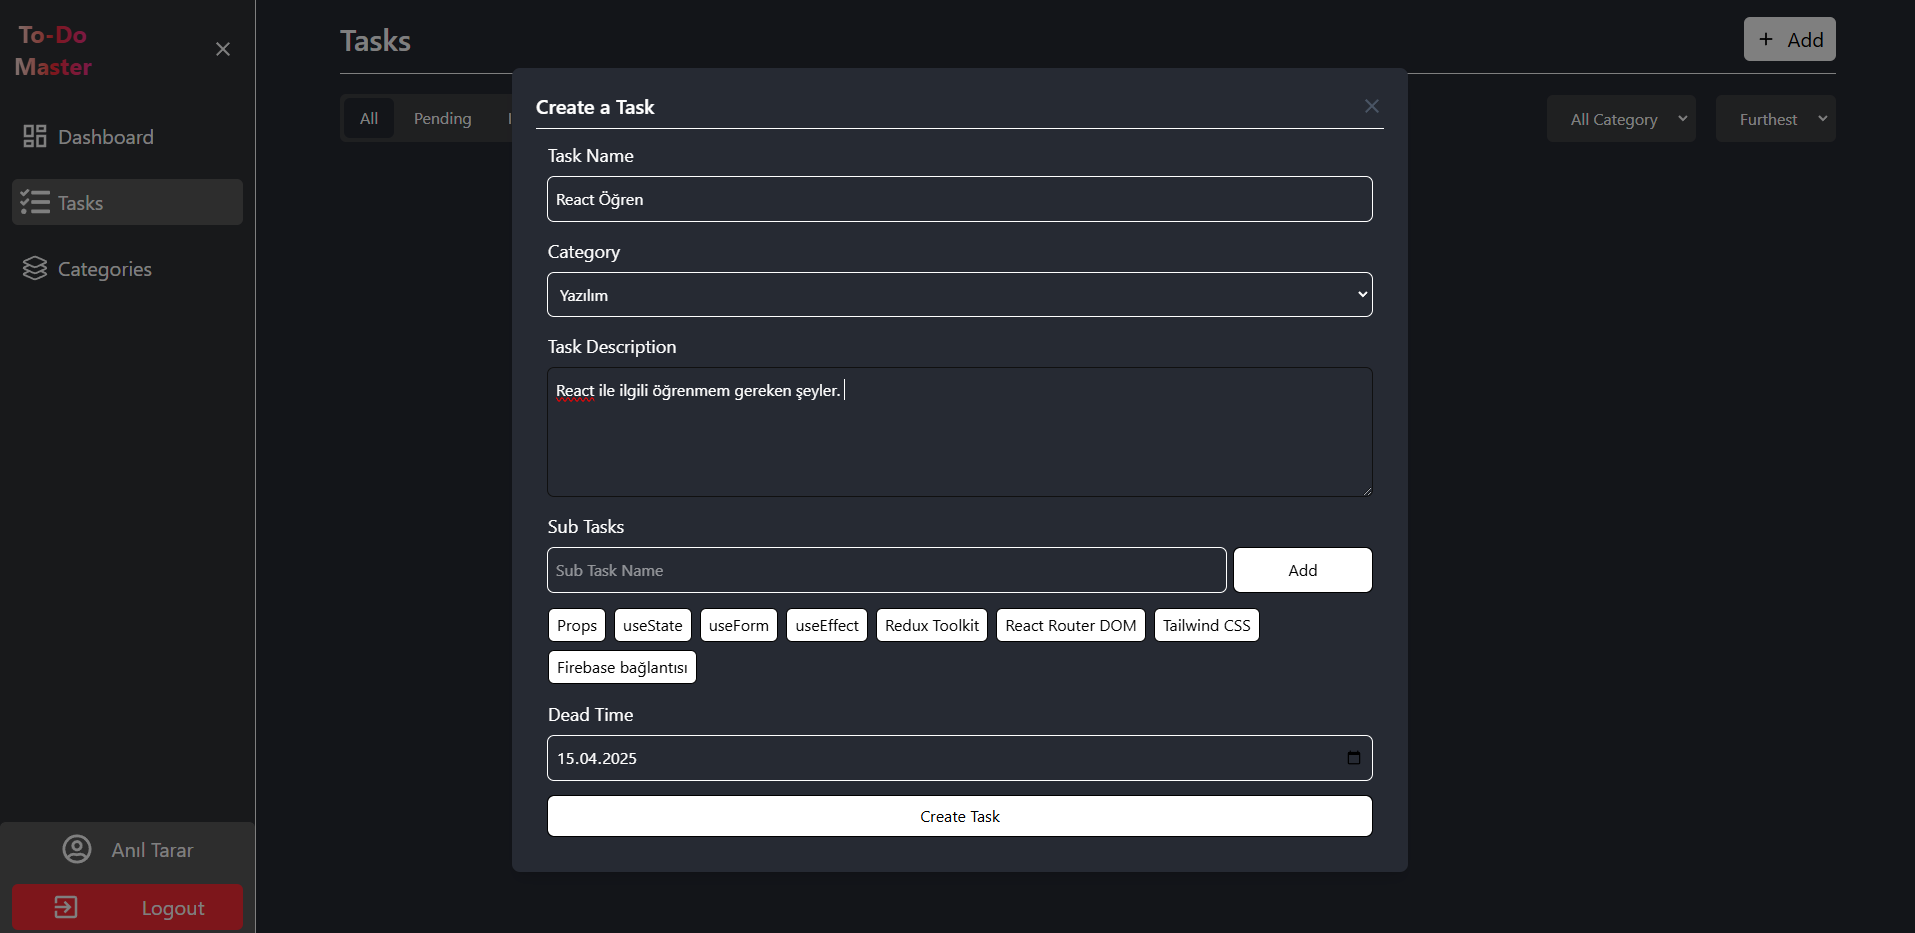 To-Do
Master
Dashboard
Tasks
Categories
Anıl Tarar
Logout
Tasks
+ Add
All
Pending
All Category
Furthest
Create a Task
Task Name
React Öğren
Category
Yazılım
Task Description
React ile ilgili öğrenmem gereken şeyler.
Sub Tasks
Sub Task Name
Add
Props useState useForm useEffect Redux Toolkit React Router DOM Tailwind CSS
Firebase bağlantısı
Dead Time
15.04.2025
Create Task